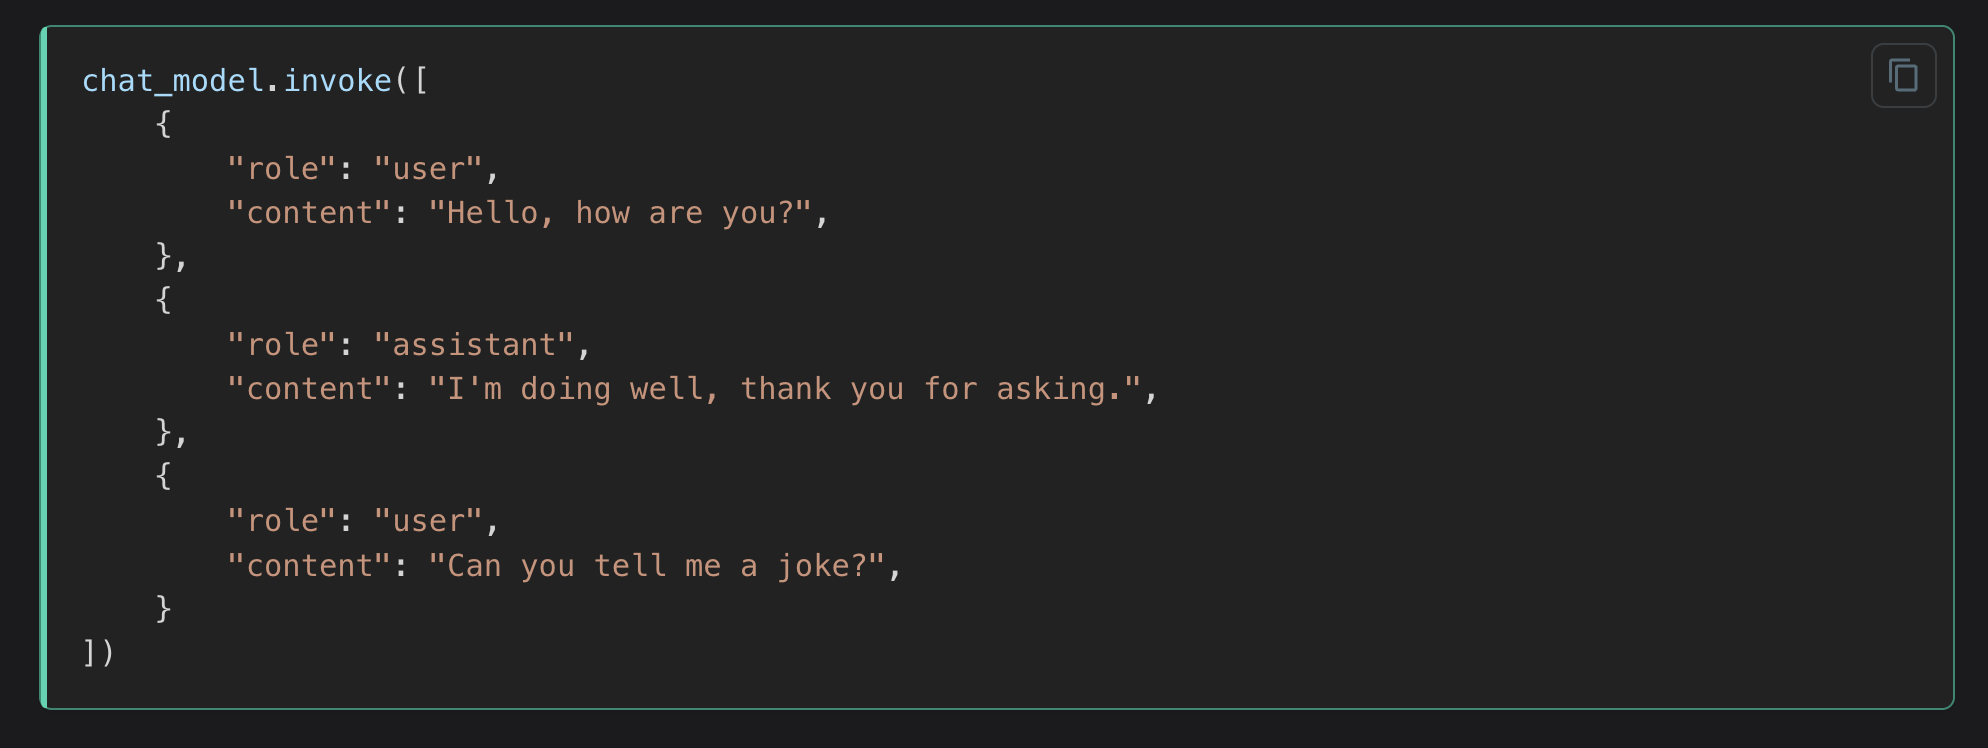 chat_model.invoke([
    {
        "role": "user",
        "content": "Hello, how are you?",
    },
    {
        "role": "assistant",
        "content": "I'm doing well, thank you for asking.",
    },
    {
        "role": "user",
        "content": "Can you tell me a joke?",
    }
])